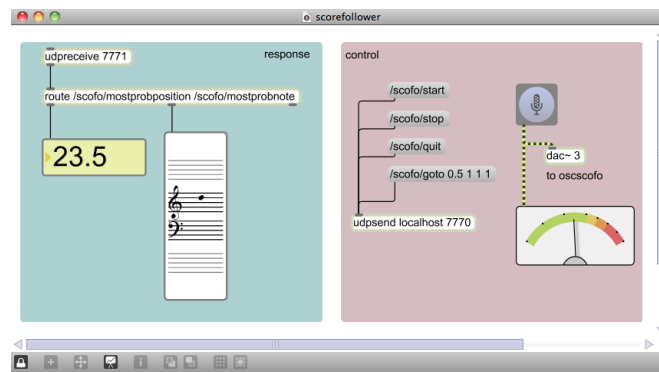 scorefollower
udpreceive 7771
response
route /scofo/mostprobposition /scofo/mostprobnote
23.5
control
/scofo/start
/scofo/stop
/scofo/quit
/scofo/goto 0.5 1 1 1
udpsend localhost 7770
dac~ 3
to oscscofo